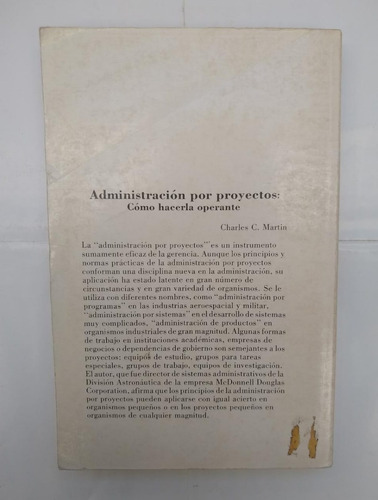 Administración por proyectos:
Cómo hacerla operante
Charles C. Martin
La "administración por proyectos" es un instrumento
sumamente eficaz de la gerencia. Aunque los principios y
normas prácticas de la administración por proyectos
conforman una disciplina nueva en la administración, su
aplicación ha estado latente en gran número de
circunstancias y en gran variedad de organismos. Se le
utiliza con diferentes nombres, como "administración por
programas" en las industrias aeroespacial y militar,
"administración por sistemas" en el desarrollo de sistemas
muy complicados, "administración de productos" en
organismos industriales de gran magnitud. Algunas formas
de trabajo en instituciones académicas, empresas de
negocios o dependencias de gobierno son semejantes a los
proyectos: equipos de estudio, grupos para tareas
especiales, grupos de trabajo, equipos de investigación.
El autor, que fue director de sistemas administrativos de la
División Astronáutica de la empresa McDonnell Douglas
Corporation, afirma que los principios de la administración
por proyectos pueden aplicarse con igual acierto en
organismos pequeños o en los proyectos pequeños en
organismos de cualquier magnitud.